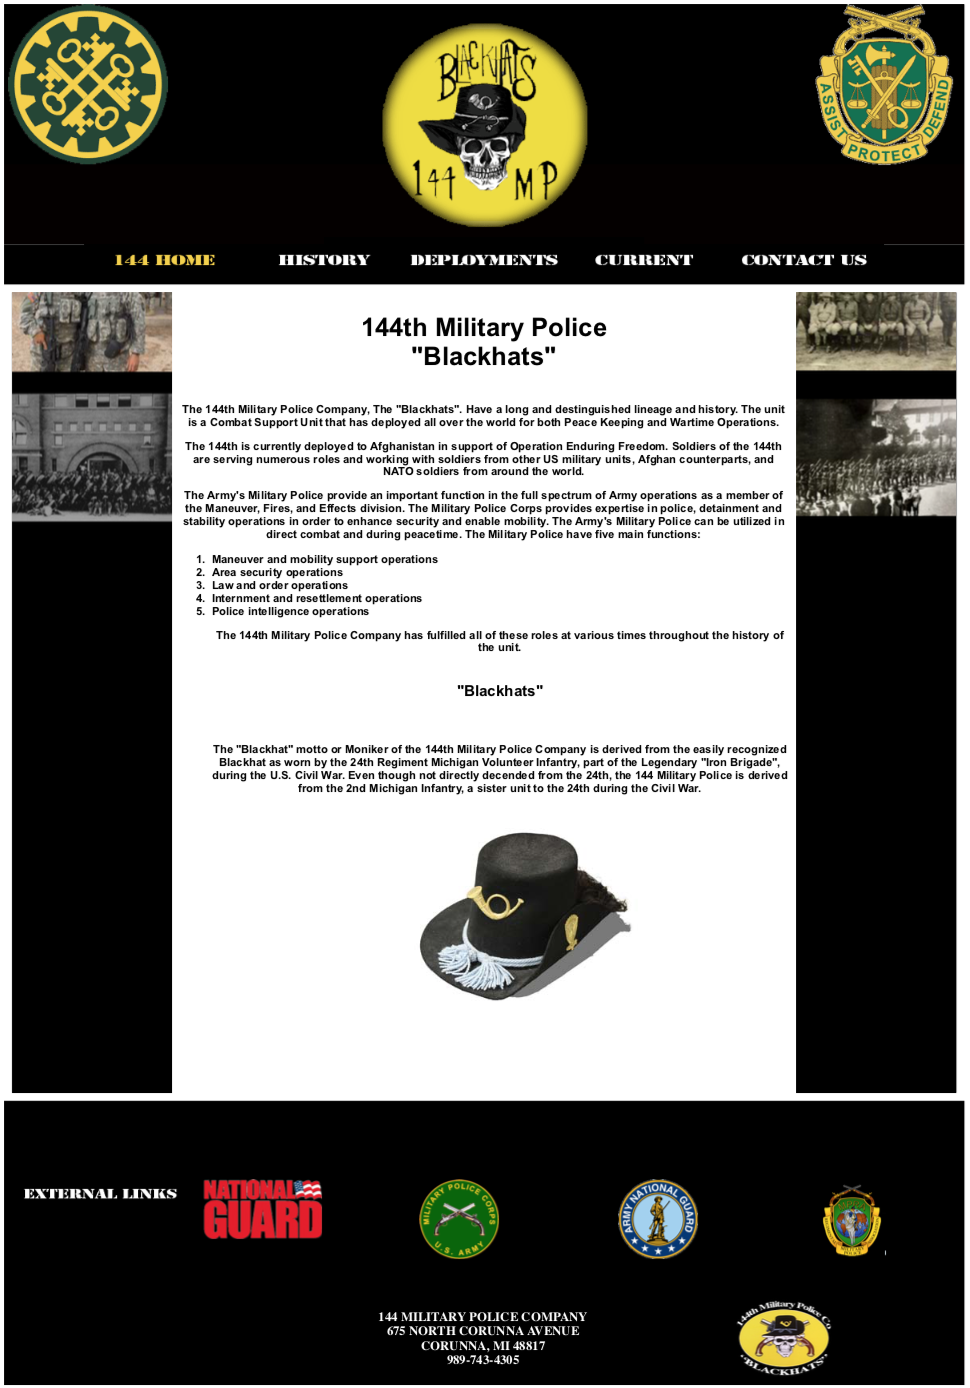 BLACKHATS
144 MP
ASSIST PROTECT DEFEND
144 HOME HISTORY DEPLOYMENTS CURRENT CONTACT US
144th Military Police
"Blackhats"
The 144th Military Police Company, The "Blackhats". Have a long and destinguished lineage and history. The unit
is a Combat Support Unit that has deployed all over the world for both Peace Keeping and Wartime Operations.
The 144th is currently deployed to Afghanistan in support of Operation Enduring Freedom. Soldiers of the 144th
are serving numerous roles and working with soldiers from other US military units, Afghan counterparts, and
NATO soldiers from around the world.
The Army's Military Police provide an important function in the full spectrum of Army operations as a member of
the Maneuver, Fires, and Effects division. The Military Police Corps provides expertise in police, detainment and
stability operations in order to enhance security and enable mobility. The Army's Military Police can be utilized in
direct combat and during peacetime. The Military Police have five main functions:
1. Maneuver and mobility support operations
2. Area security operations
3. Law and order operations
4. Internment and resettlement operations
5. Police intelligence operations
The 144th Military Police Company has fulfilled all of these roles at various times throughout the history of
the unit.
"Blackhats"
The "Blackhat" motto or Moniker of the 144th Military Police Company is derived from the easily recognized
Blackhat as worn by the 24th Regiment Michigan Volunteer Infantry, part of the Legendary "Iron Brigade",
during the U.S. Civil War. Even though not directly decended from the 24th, the 144 Military Police is derived
from the 2nd Michigan Infantry, a sister unit to the 24th during the Civil War.
EXTERNAL LINKS
NATIONAL
GUARD
MILITARY POLICE CORPS
U.S. ARMY
ARMY NATIONAL GUARD
144 MILITARY POLICE COMPANY
675 NORTH CORUNNA AVENUE
CORUNNA, MI 48817
989-743-4305
144th Military Police Co
"BLACKHATS"